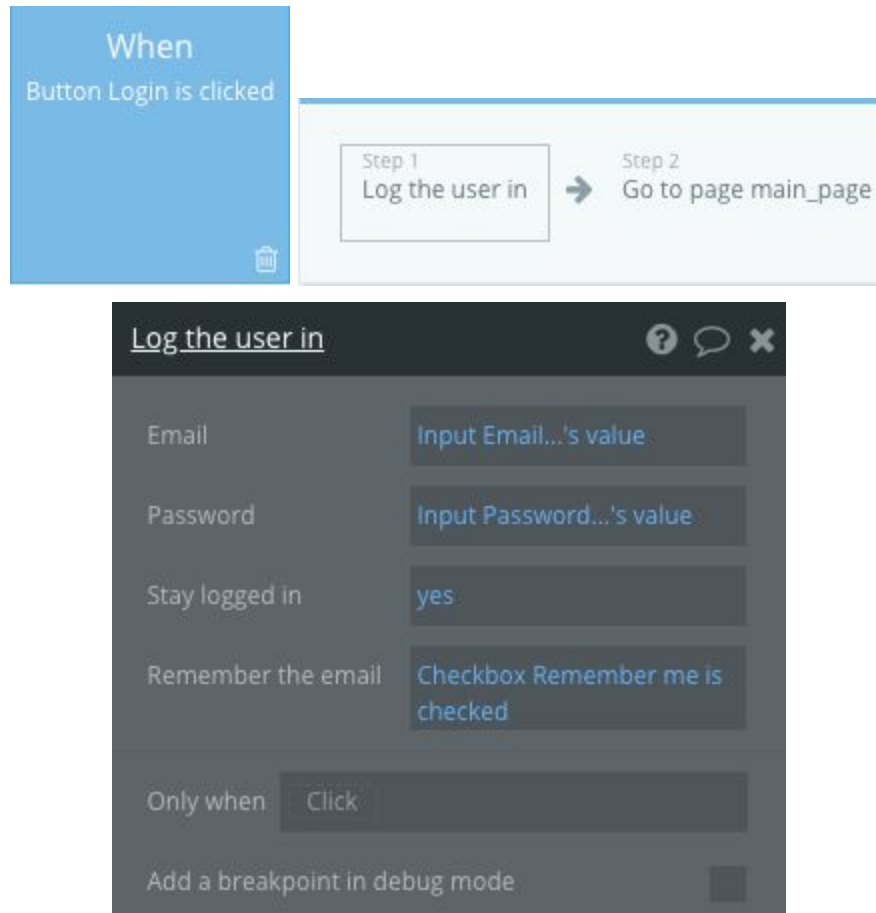 When
Button Login is clicked
Step 1
Log the user in
Step 2
Go to page main_page
Log the user in
Email
Input Email...'s value
Password
Input Password...'s value
Stay logged in
yes
Remember the email
Checkbox Remember me is
checked
Only when
Click
Add a breakpoint in debug mode